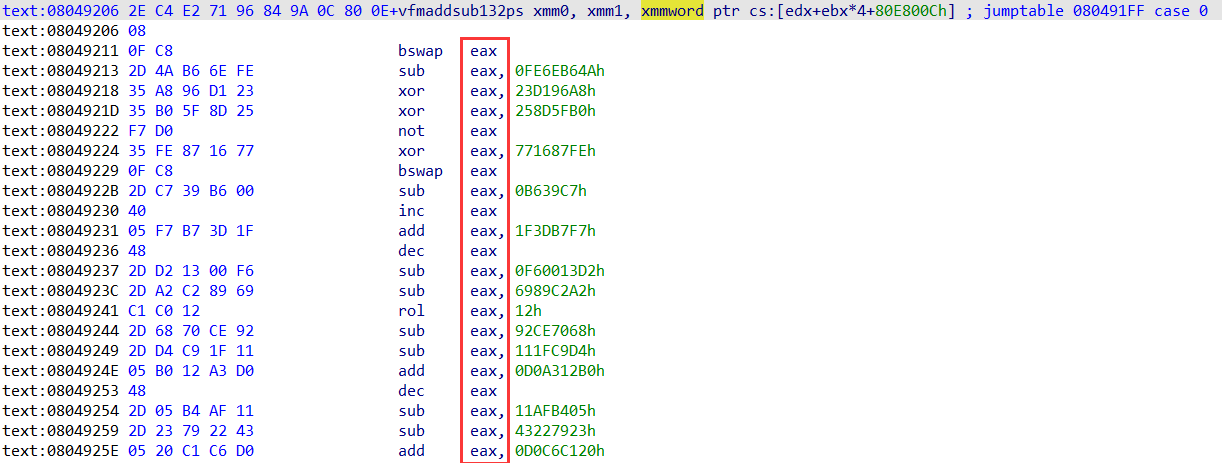 text:08049206 2E C4 E2 71 96 84 9A 0C 80 0E+vfmaddsub132ps xmm0, xmm1, xmmword ptr cs:[edx+ebx*4+80E800Ch] ; jumptable 080491FF case 0
text:08049206 08
text:08049211 0F C8 bswap eax
text:08049213 2D 4A B6 6E FE sub eax, 0FE6EB64Ah
text:08049218 35 A8 96 D1 23 xor eax, 23D196A8h
text:0804921D 35 B0 5F 8D 25 xor eax, 258D5FB0h
text:08049222 F7 D0 not eax
text:08049224 35 FE 87 16 77 xor eax, 771687FEh
text:08049229 0F C8 bswap eax
text:0804922B 2D C7 39 B6 00 sub eax, 0B639C7h
text:08049230 40 inc eax
text:08049231 05 F7 B7 3D 1F add eax, 1F3DB7F7h
text:08049236 48 dec eax
text:08049237 2D D2 13 00 F6 sub eax, 0F60013D2h
text:0804923C 2D A2 C2 89 69 sub eax, 6989C2A2h
text:08049241 C1 C0 12 rol eax, 12h
text:08049244 2D 68 70 CE 92 sub eax, 92CE7068h
text:08049249 2D D4 C9 1F 11 sub eax, 111FC9D4h
text:0804924E 05 B0 12 A3 D0 add eax, 0D0A312B0h
text:08049253 48 dec eax
text:08049254 2D 05 B4 AF 11 sub eax, 11AFB405h
text:08049259 2D 23 79 22 43 sub eax, 43227923h
text:0804925E 05 20 C1 C6 D0 add eax, 0D0C6C120h